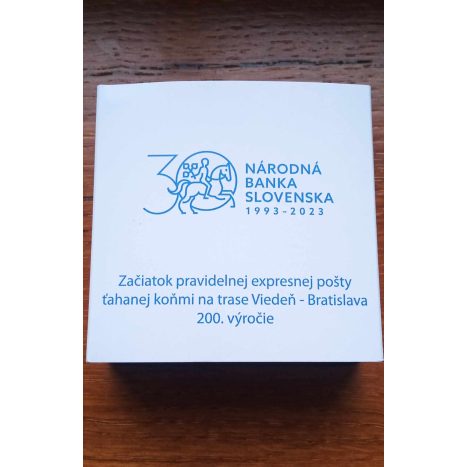 30
NÁRODNÁ
BANKA
SLOVENSKA
1993-2023
Začiatok pravidelnej expresnej pošty
ťahanej koňmi na trase Viedeň - Bratislava
200. výročie